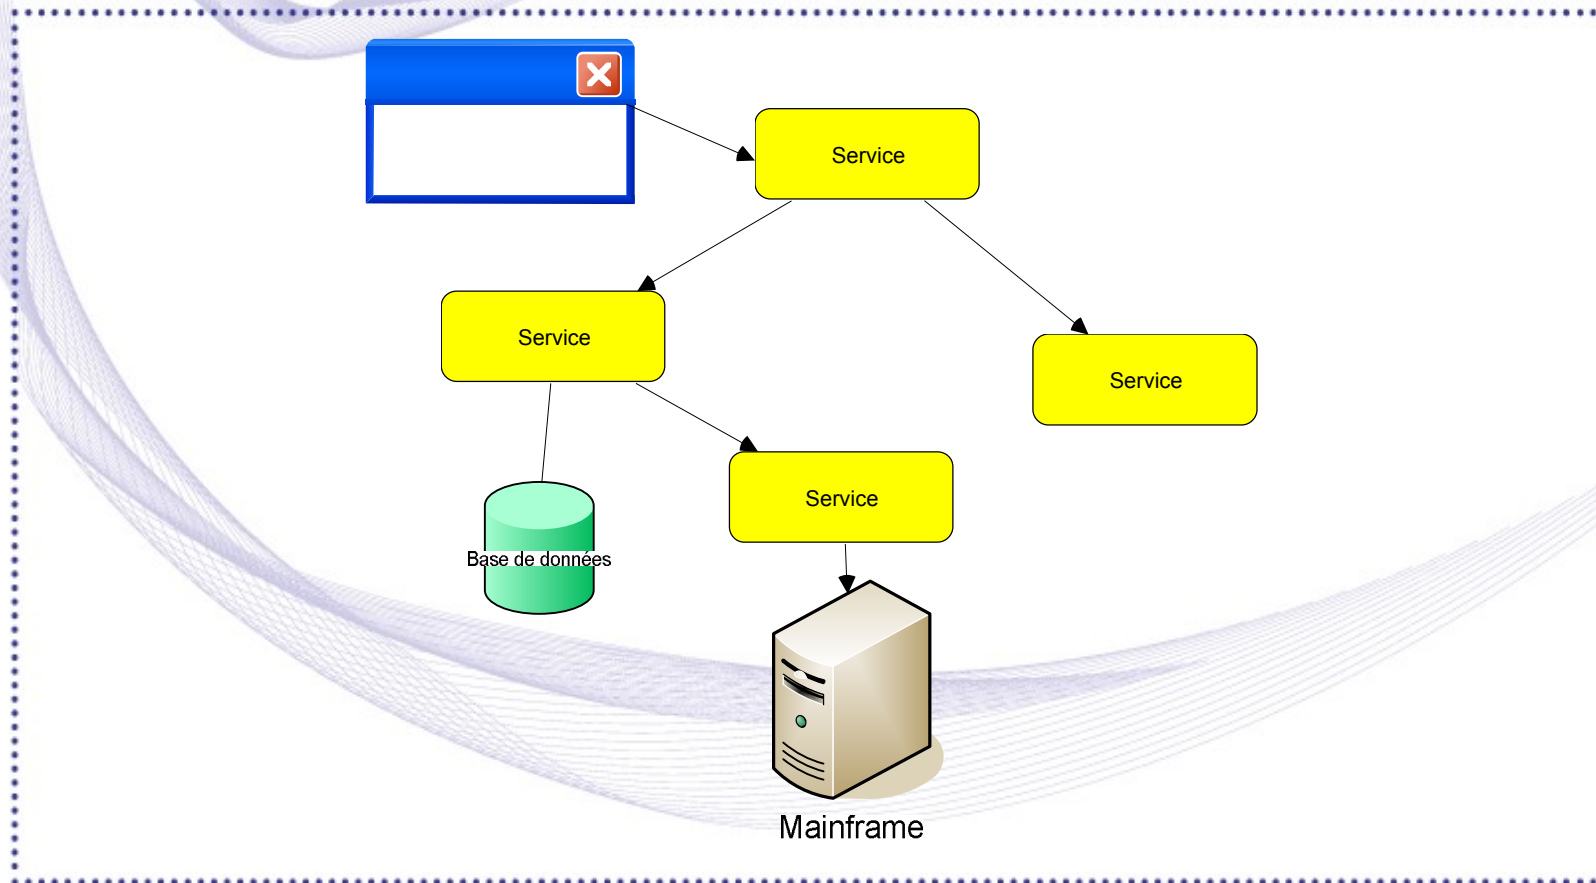 Service
Service
Service
Service
Base de données
Mainframe